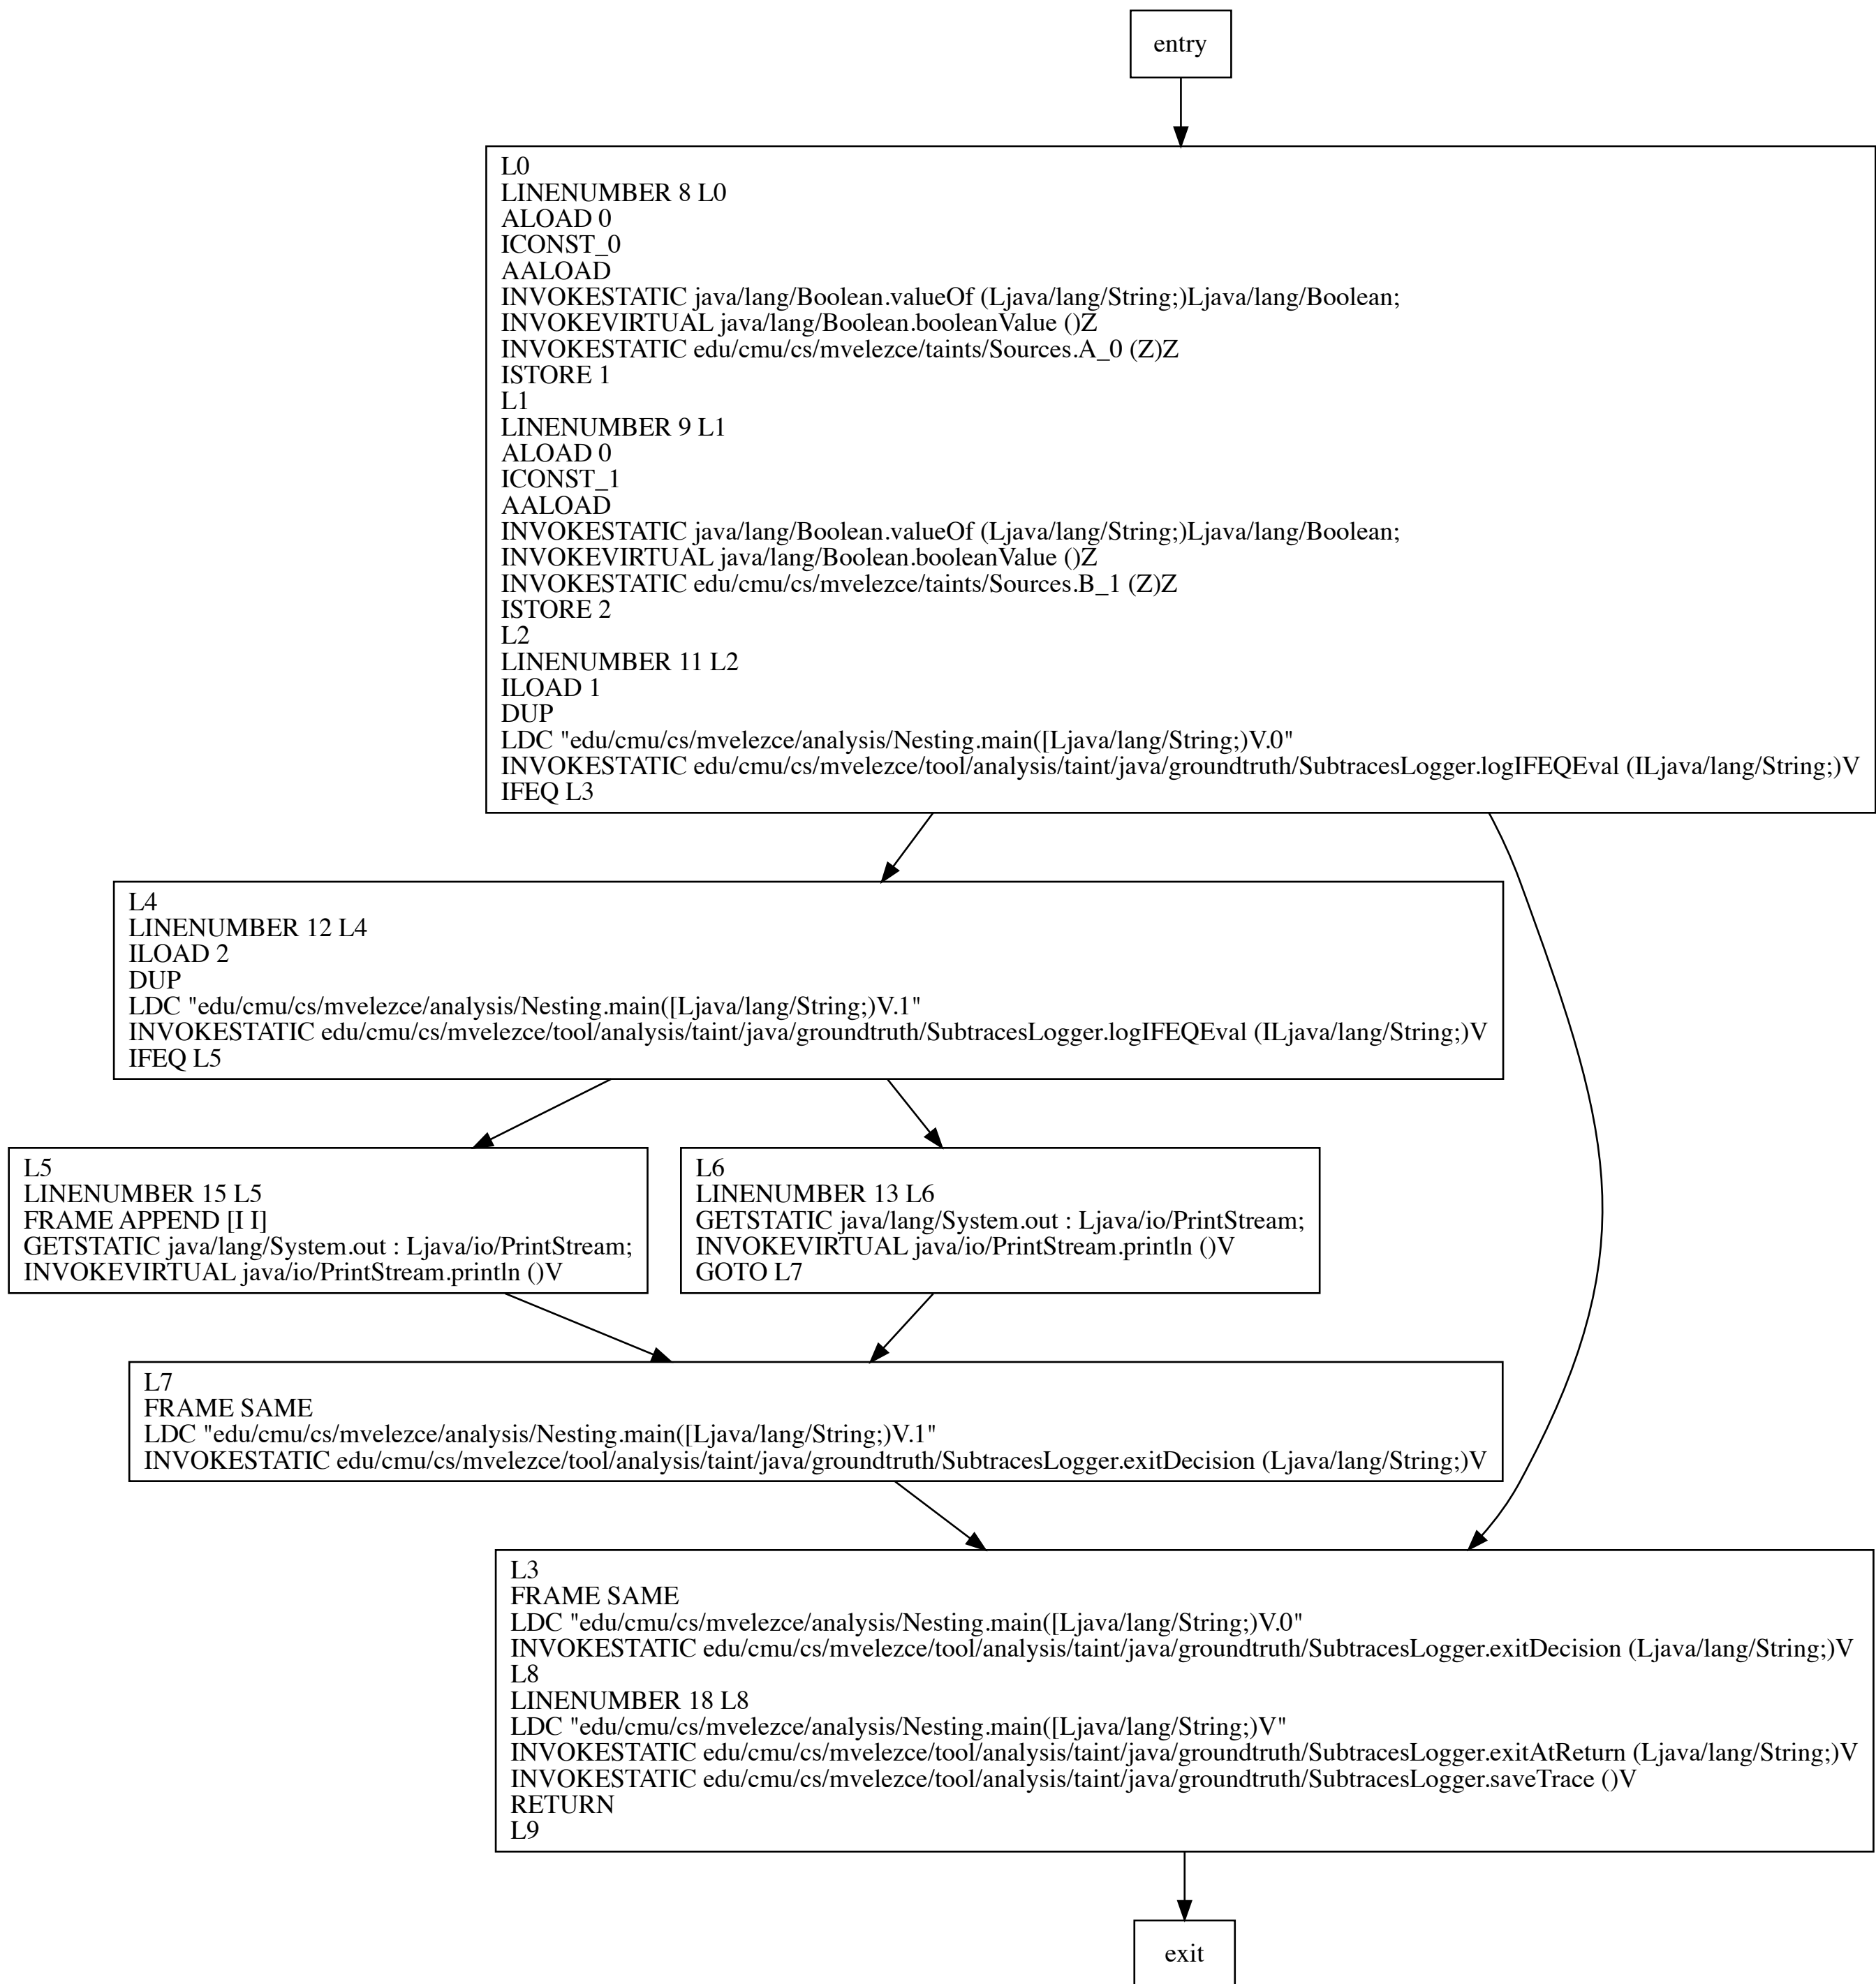 entry
L0
LINENUMBER 8 L0
ALOAD 0
ICONST_0
AALOAD
INVOKESTATIC java/lang/Boolean.valueOf (Ljava/lang/String;)Ljava/lang/Boolean;
INVOKEVIRTUAL java/lang/Boolean.booleanValue ()Z
INVOKESTATIC edu/cmu/cs/mvelezce/taints/Sources.A_0 (Z)Z
ISTORE 1
L1
LINENUMBER 9 L1
ALOAD 0
ICONST_1
AALOAD
INVOKESTATIC java/lang/Boolean.valueOf (Ljava/lang/String;)Ljava/lang/Boolean;
INVOKEVIRTUAL java/lang/Boolean.booleanValue ()Z
INVOKESTATIC edu/cmu/cs/mvelezce/taints/Sources.B_1 (Z)Z
ISTORE 2
L2
LINENUMBER 11 L2
ILOAD 1
DUP
LDC "edu/cmu/cs/mvelezce/analysis/Nesting.main([Ljava/lang/String;)V.0"
INVOKESTATIC edu/cmu/cs/mvelezce/tool/analysis/taint/java/groundtruth/SubtracesLogger.logIFEQEval (ILjava/lang/String;)V
IFEQ L3
L4
LINENUMBER 12 L4
ILOAD 2
DUP
LDC "edu/cmu/cs/mvelezce/analysis/Nesting.main([Ljava/lang/String;)V.1"
INVOKESTATIC edu/cmu/cs/mvelezce/tool/analysis/taint/java/groundtruth/SubtracesLogger.logIFEQEval (ILjava/lang/String;)V
IFEQ L5
L5
LINENUMBER 15 L5
FRAME APPEND [I I]
GETSTATIC java/lang/System.out : Ljava/io/PrintStream;
INVOKEVIRTUAL java/io/PrintStream.println ()V
L6
LINENUMBER 13 L6
GETSTATIC java/lang/System.out : Ljava/io/PrintStream;
INVOKEVIRTUAL java/io/PrintStream.println ()V
GOTO L7
L7
FRAME SAME
LDC "edu/cmu/cs/mvelezce/analysis/Nesting.main([Ljava/lang/String;)V.1"
INVOKESTATIC edu/cmu/cs/mvelezce/tool/analysis/taint/java/groundtruth/SubtracesLogger.exitDecision (Ljava/lang/String;)V
L3
FRAME SAME
LDC "edu/cmu/cs/mvelezce/analysis/Nesting.main([Ljava/lang/String;)V.0"
INVOKESTATIC edu/cmu/cs/mvelezce/tool/analysis/taint/java/groundtruth/SubtracesLogger.exitDecision (Ljava/lang/String;)V
L8
LINENUMBER 18 L8
LDC "edu/cmu/cs/mvelezce/analysis/Nesting.main([Ljava/lang/String;)V"
INVOKESTATIC edu/cmu/cs/mvelezce/tool/analysis/taint/java/groundtruth/SubtracesLogger.exitAtReturn (Ljava/lang/String;)V
INVOKESTATIC edu/cmu/cs/mvelezce/tool/analysis/taint/java/groundtruth/SubtracesLogger.saveTrace ()V
RETURN
L9
exit